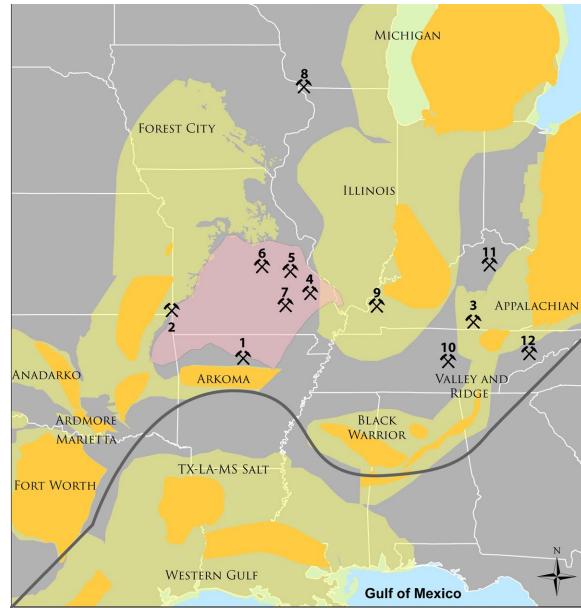 MICHIGAN
8
FOREST CITY
ILLINOIS
6
5
11
7
4
9
3
APPALACHIAN
2
1
10
12
ANADARKO
ARKOMA
VALLEY AND
RIDGE
ARDMORE
MARIETTA
BLACK
WARRIOR
TX-LA-MS SALT
FORT WORTH
N
WESTERN GULF
Gulf of Mexico